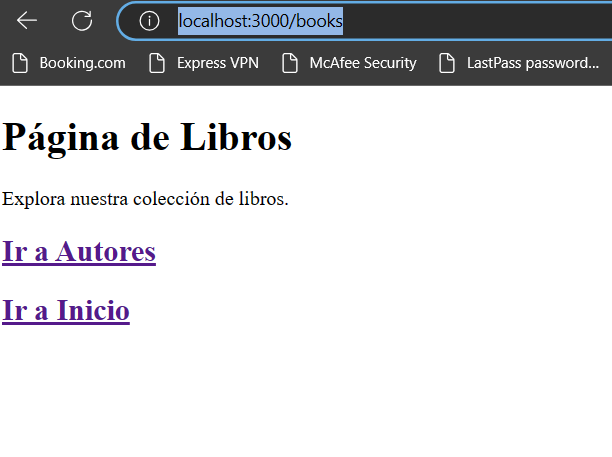 localhost:3000/books
Booking.com Express VPN McAfee Security LastPass password...
Página de Libros
Explora nuestra colección de libros.
Ir a Autores
Ir a Inicio